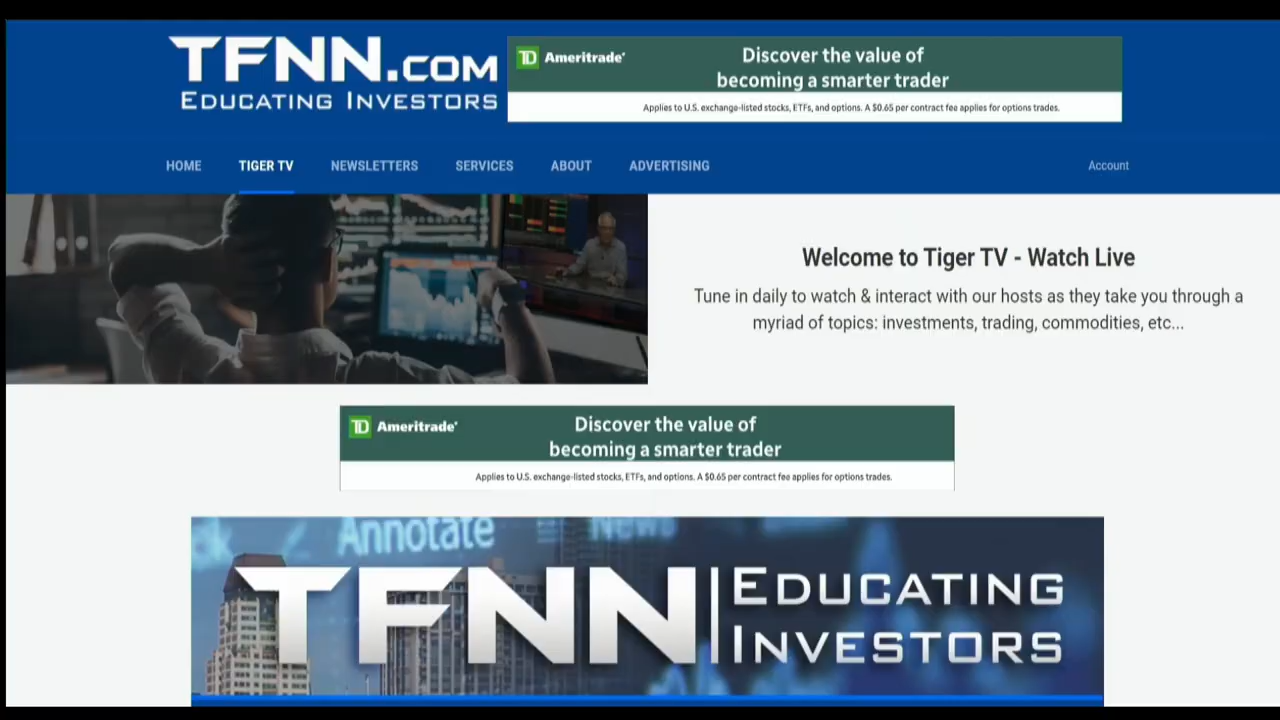 TFNN.COM
EDUCATING INVESTORS
TD Ameritrade
Discover the value of
becoming a smarter trader
Applies to U.S. exchange-listed stocks, ETFs, and options. A $0.65 per contract fee applies for options trades.
HOME TIGER TV NEWSLETTERS SERVICES ABOUT ADVERTISING Account
Welcome to Tiger TV - Watch Live
Tune in daily to watch & interact with our hosts as they take you through a
myriad of topics: investments, trading, commodities, etc...
TD Ameritrade
Discover the value of
becoming a smarter trader
Applies to U.S. exchange-listed stocks, ETFs, and options. A $0.65 per contract fee applies for options trades.
Annotate News
TFNN EDUCATING
INVESTORS